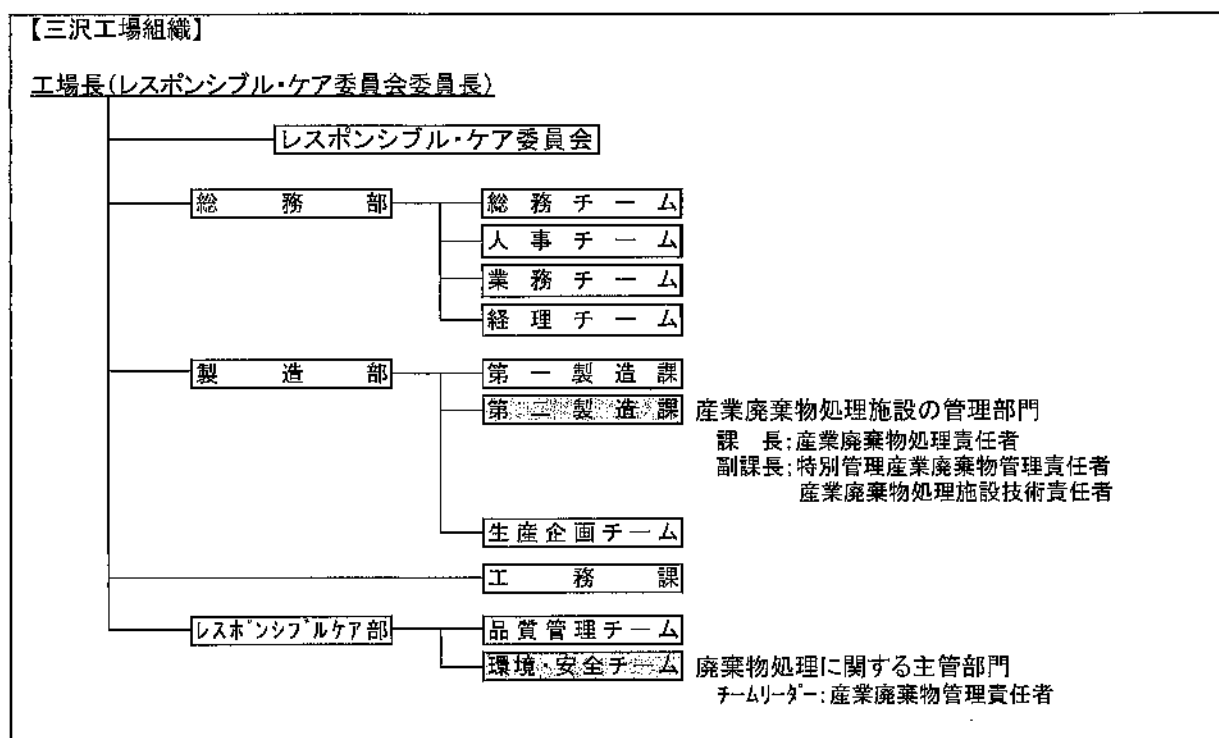 【三沢工場組織】
工場長(レスポンシブル・ケア委員会委員長)
レスポンシブル・ケア委員会
総務部
総務チーム
人事チーム
業務チーム
経理チーム
製造部
第一製造課
第二製造課 産業廃棄物処理施設の管理部門
課 長;産業廃棄物処理責任者
副課長;特別管理産業廃棄物管理責任者
産業廃棄物処理施設技術責任者
生産企画チーム
工務課
レスポンシブルケア部
品質管理チーム
環境・安全チーム 廃棄物処理に関する主管部門
チームリーダー:産業廃棄物管理責任者